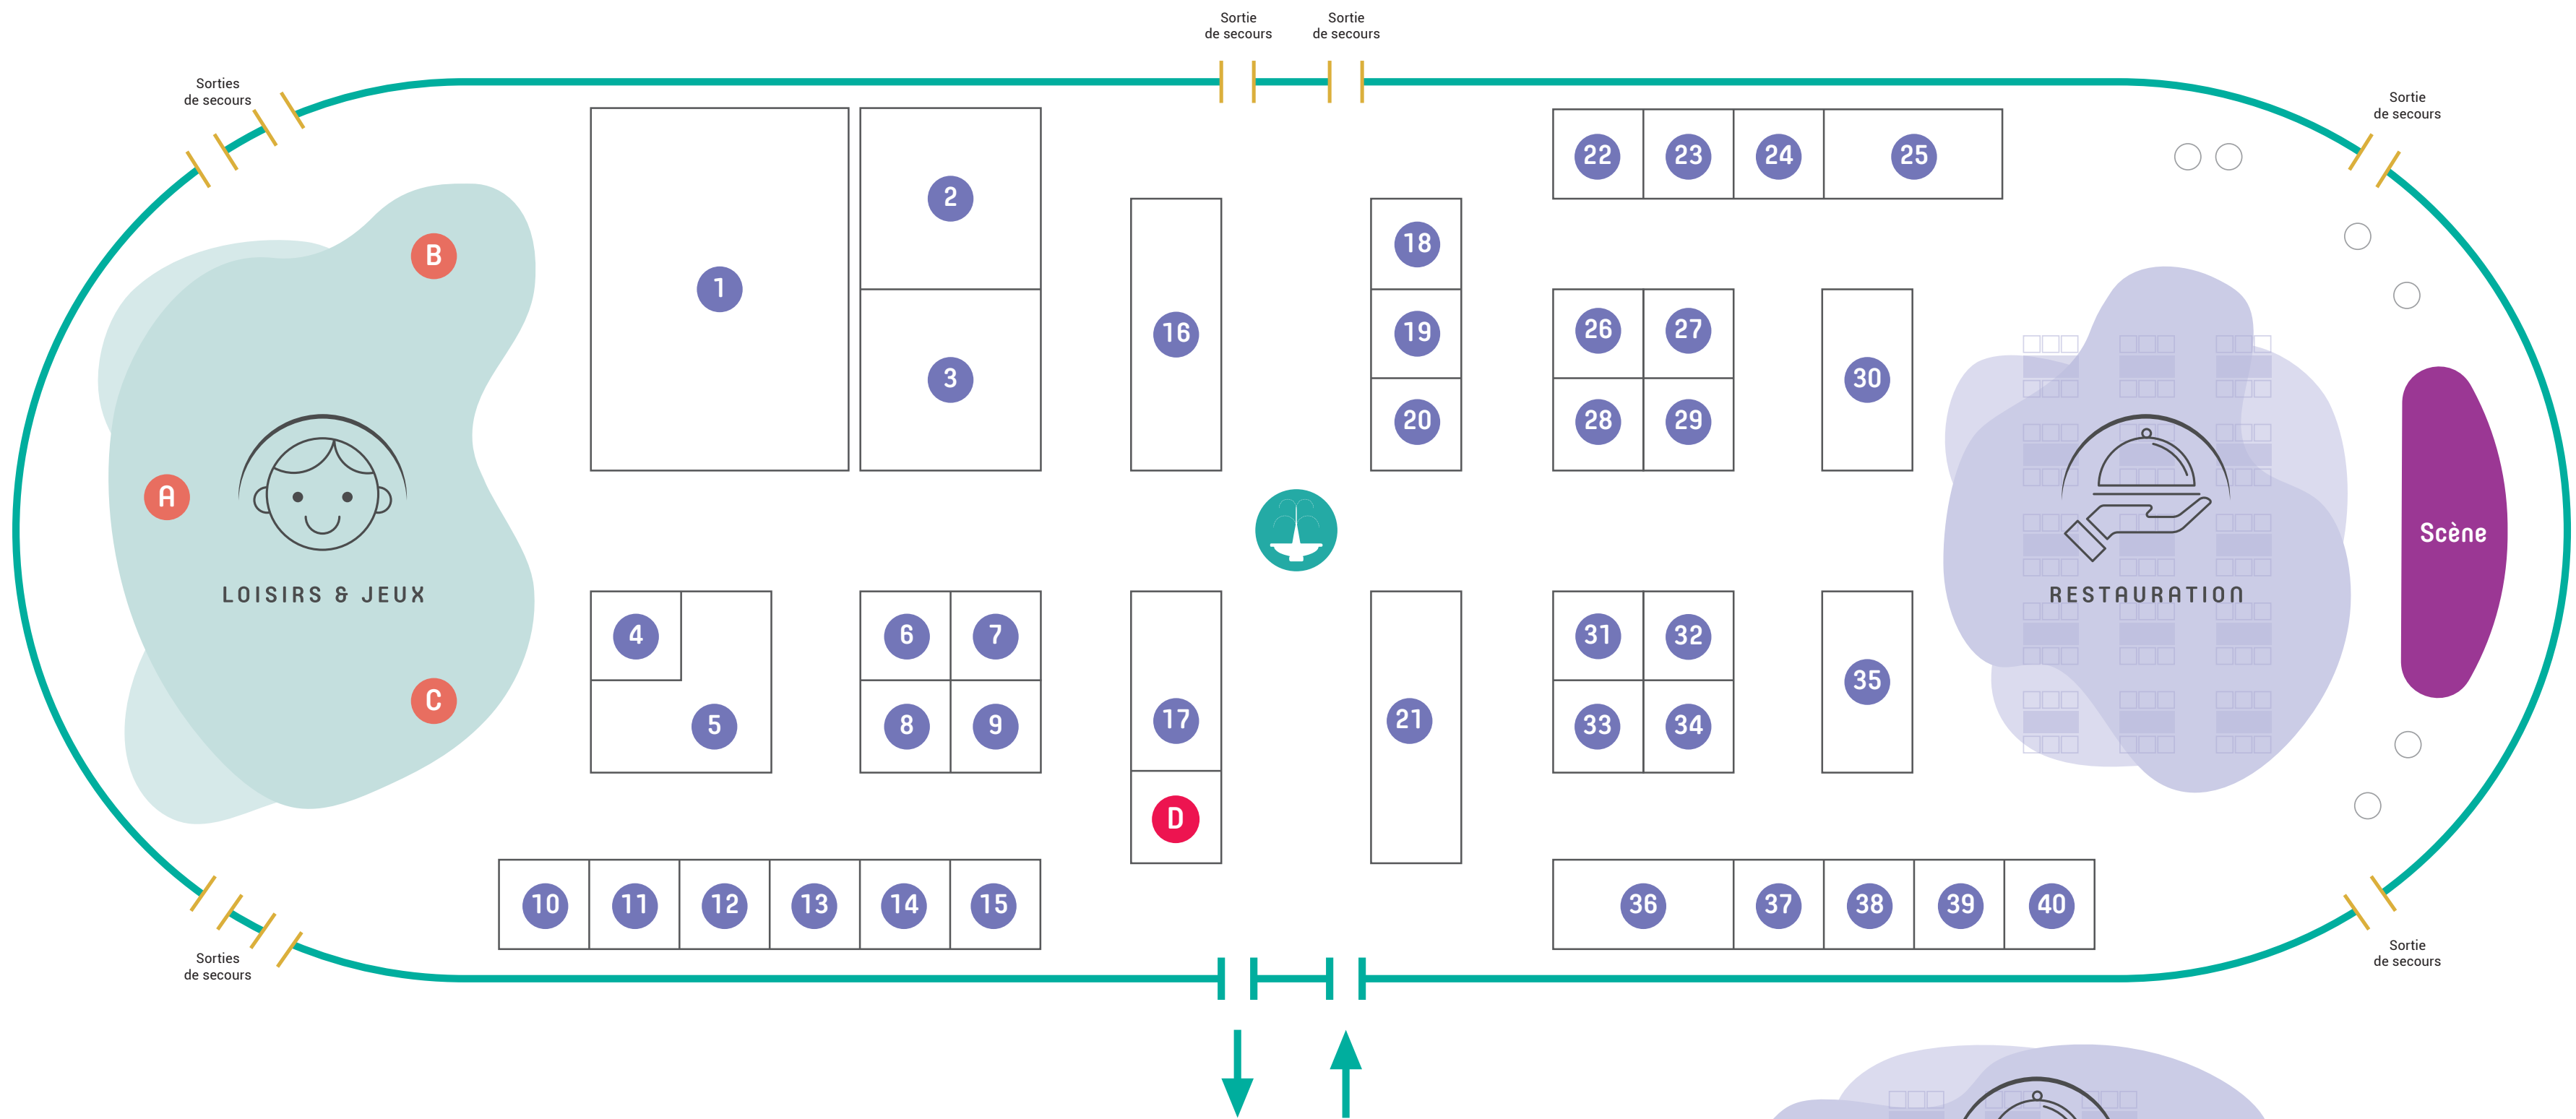 Sortie
de secours
Sortie
de secours
Sorties
de secours
Sortie
de secours
B
1
2
3
16
18
19
20
22
23
24
25
26
27
28
29
30
A
LOISIRS & JEUX
C
RESTAURATION
Scène
4
5
6
7
8
9
17
D
21
31
32
33
34
35
10
11
12
13
14
15
36
37
38
39
40
Sorties
de secours
Sortie
de secours